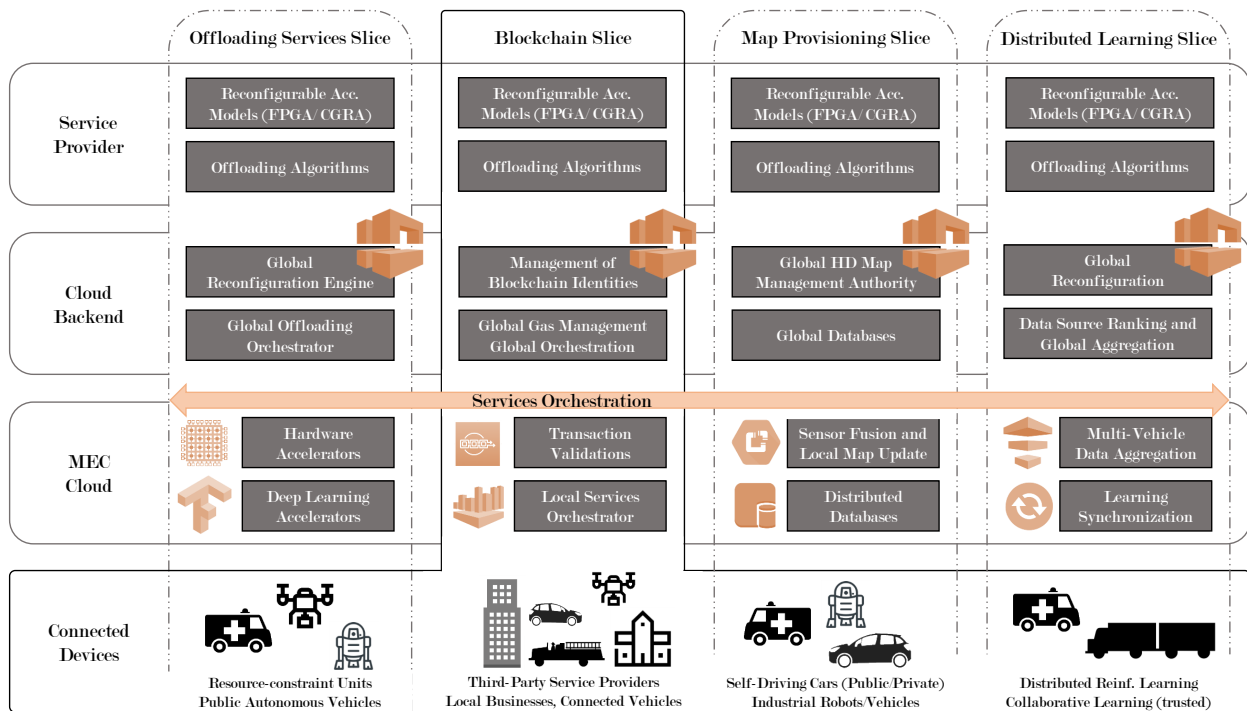 Offloading Services Slice
Blockchain Slice
Map Provisioning Slice
Distributed Learning Slice
Service
Provider
Reconfigurable Acc.
Models (FPGA/CGRA)
Reconfigurable Acc.
Models (FPGA/CGRA)
Reconfigurable Acc.
Models (FPGA/CGRA)
Reconfigurable Acc.
Models (FPGA/CGRA)
Offloading Algorithms
Offloading Algorithms
Offloading Algorithms
Offloading Algorithms
Cloud
Backend
Global
Reconfiguration Engine
Management of
Blockchain Identities
Global HD Map
Management Authority
Global
Reconfiguration
Global Offloading
Orchestrator
Global Gas Management
Global Orchestration
Global Databases
Data Source Ranking and
Global Aggregation
Services Orchestration
MEC
Cloud
Hardware
Accelerators
Transaction
Validations
Sensor Fusion and
Local Map Update
Multi-Vehicle
Data Aggregation
Deep Learning
Accelerators
Local Services
Orchestrator
Distributed
Databases
Learning
Synchronization
Connected
Devices
Resource-constraint Units
Public Autonomous Vehicles
Third-Party Service Providers
Local Businesses, Connected Vehicles
Self-Driving Cars (Public/Private)
Industrial Robots/Vehicles
Distributed Reinf. Learning
Collaborative Learning (trusted)